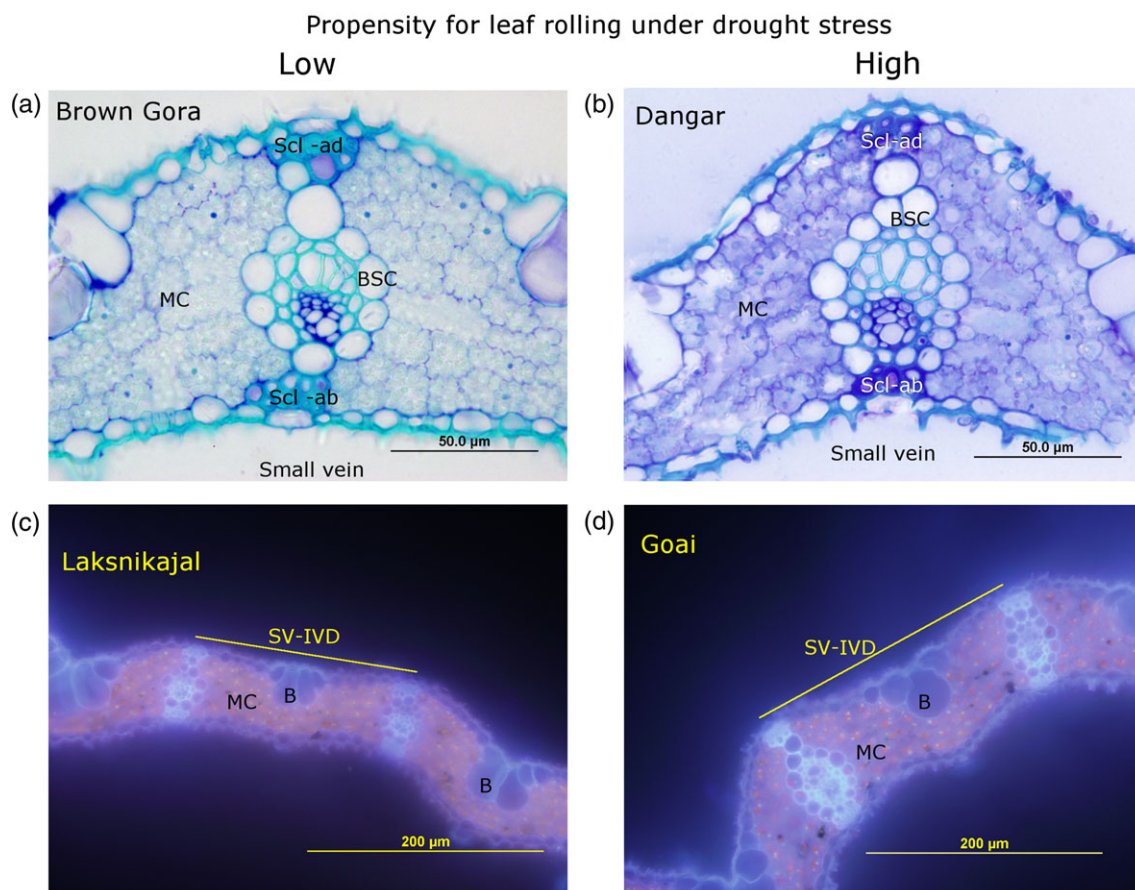 Propensity for leaf rolling under drought stress
Low
High
(a)
Brown Gora
Scl -ad
BSC
MC
Scl -ab
50.0 µm
Small vein
(b)
Dangar
Scl-ad
BSC
MC
Scl-ab
50.0 µm
Small vein
(c)
Laksnikajal
SV-IVD
MC
B
B
200 µm
(d)
Goai
SV-IVD
B
MC
200 µm